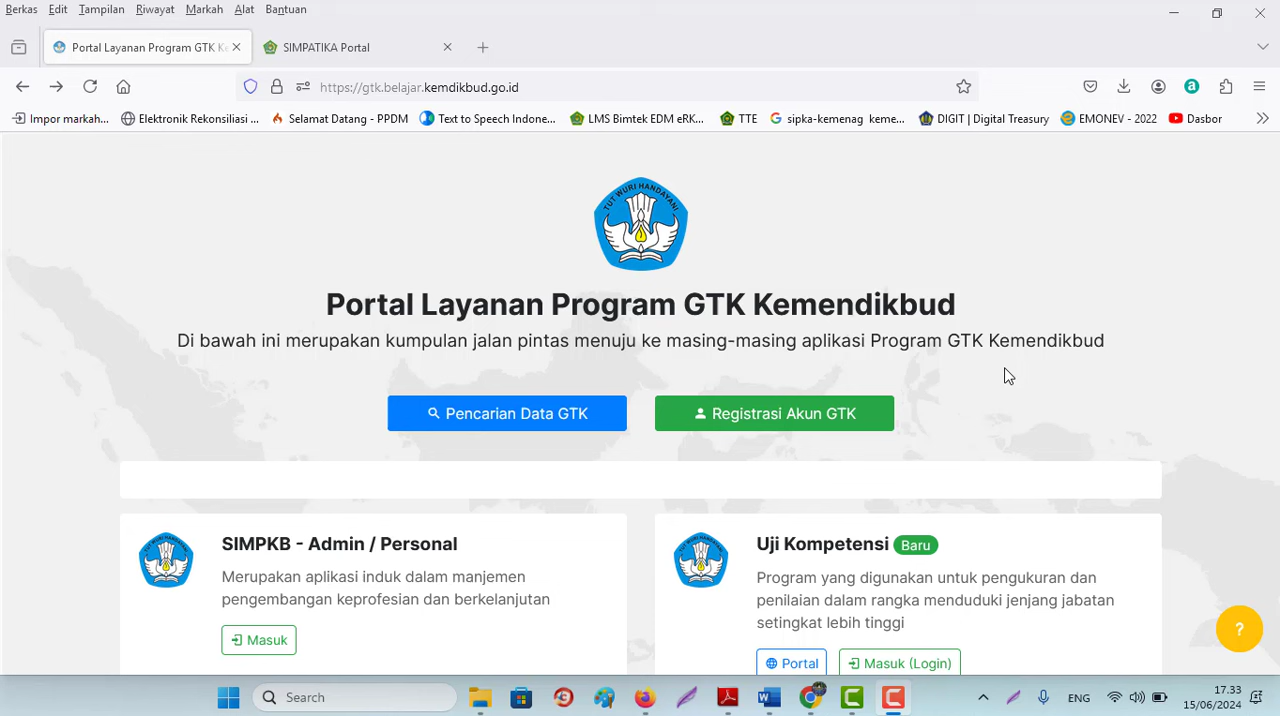 Berkas Edit Tampilan Riwayat Markah Alat Bantuan
Portal Layanan Program GTK Ke
SIMPATIKA Portal
https://gtk.belajar.kemdikbud.go.id
Impor markah... Elektronik Rekonsiliasi ... Selamat Datang - PPDM Text to Speech Indone... LMS Bimtek EDM eRK... TTE sipka-kemenag keme... DIGIT | Digital Treasury EMONEV - 2022 Dasbor
TUT WURI HANDAYANI
Portal Layanan Program GTK Kemendikbud
Di bawah ini merupakan kumpulan jalan pintas menuju ke masing-masing aplikasi Program GTK Kemendikbud
Pencarian Data GTK
Registrasi Akun GTK
SIMPKB - Admin / Personal
Merupakan aplikasi induk dalam manjemen
pengembangan keprofesian dan berkelanjutan
Masuk
Uji Kompetensi Baru
Program yang digunakan untuk pengukuran dan
penilaian dalam rangka menduduki jenjang jabatan
setingkat lebih tinggi
Portal Masuk (Login)
?
Search
ENG
17.33
15/06/2024